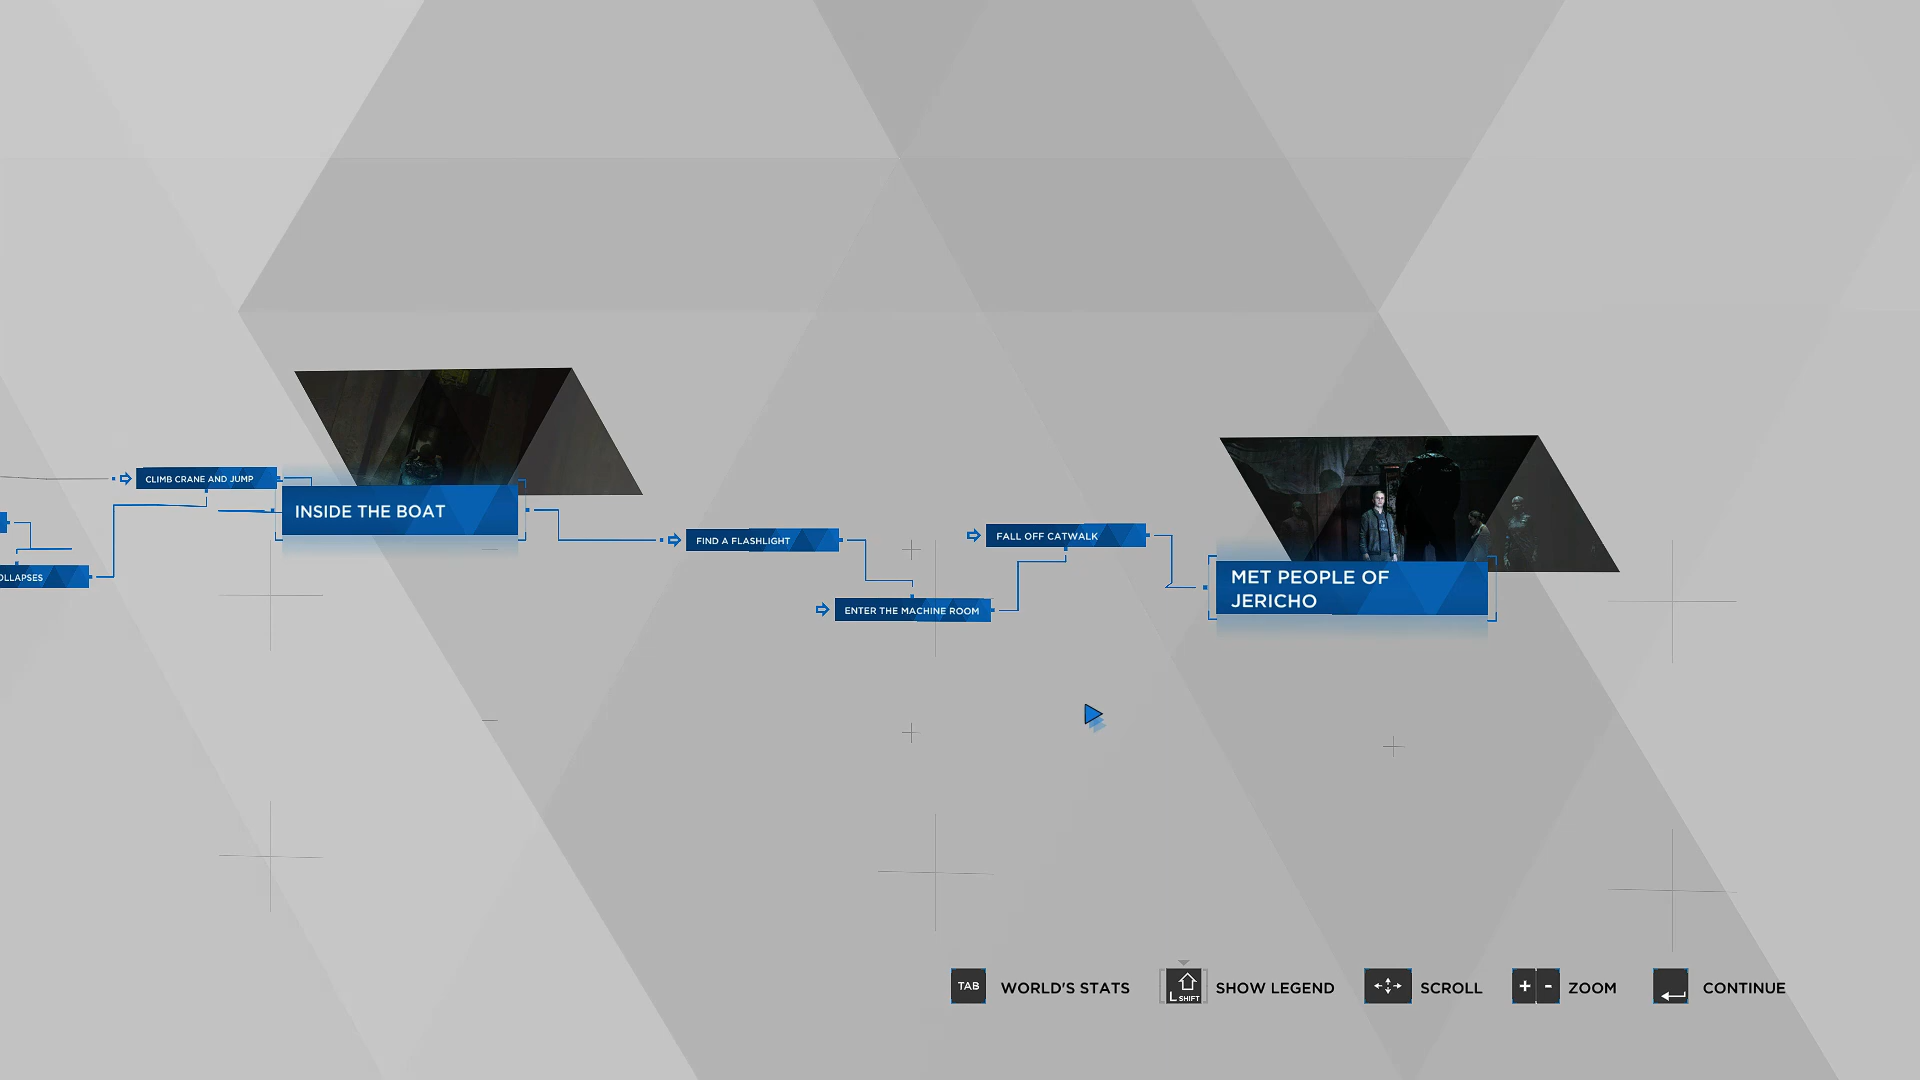 CLIMB CRANE AND JUMP
INSIDE THE BOAT
OLLAPSES
FIND A FLASHLIGHT
ENTER THE MACHINE ROOM
FALL OFF CATWALK
MET PEOPLE OF
JERICHO
TAB WORLD'S STATS
L SHIFT SHOW LEGEND
SCROLL
+ - ZOOM
CONTINUE